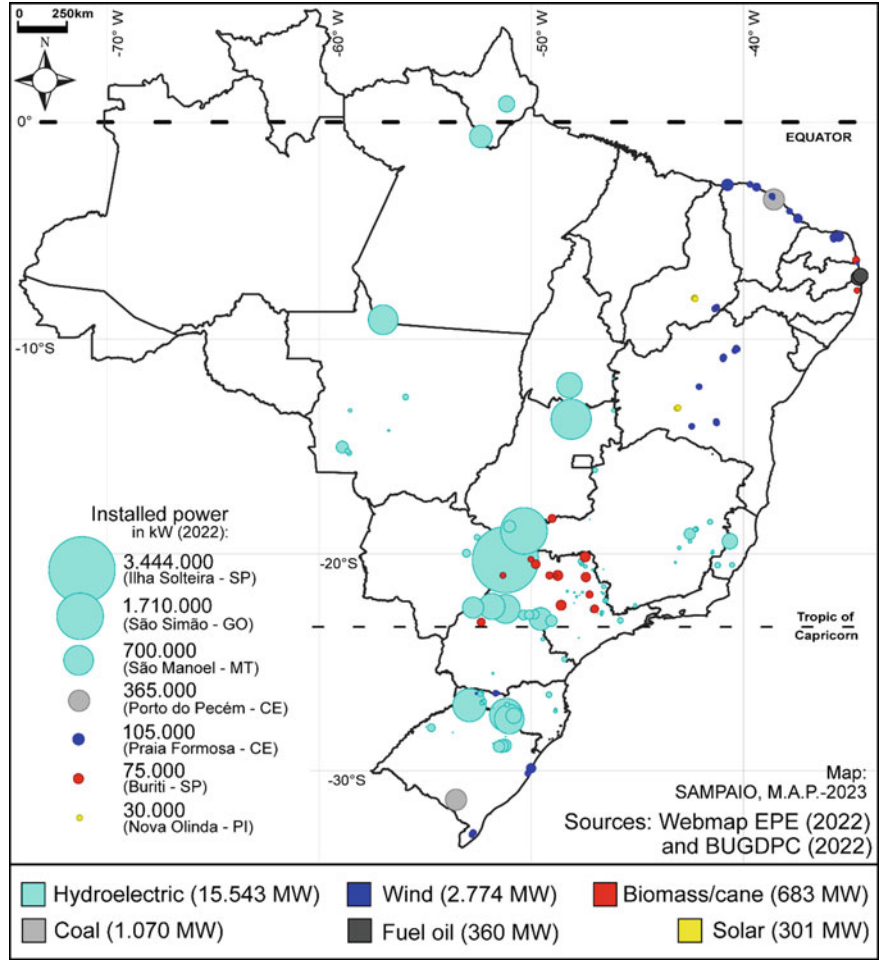 0 250km
N
-70° W
-60° W
-50° W
-40° W
0°
EQUATOR
-10°S
-20°S
Tropic of
Capricorn
-30°S
Installed power
in kW (2022):
3.444.000
(Ilha Solteira - SP)
1.710.000
(São Simão - GO)
700.000
(São Manoel - MT)
365.000
(Porto do Pecém - CE)
105.000
(Praia Formosa - CE)
75.000
(Buriti - SP)
30.000
(Nova Olinda - PI)
Map:
SAMPAIO, M.A.P.-2023
Sources: Webmap EPE (2022)
and BUGDPC (2022)
Hydroelectric (15.543 MW) Wind (2.774 MW) Biomass/cane (683 MW)
Coal (1.070 MW) Fuel oil (360 MW) Solar (301 MW)